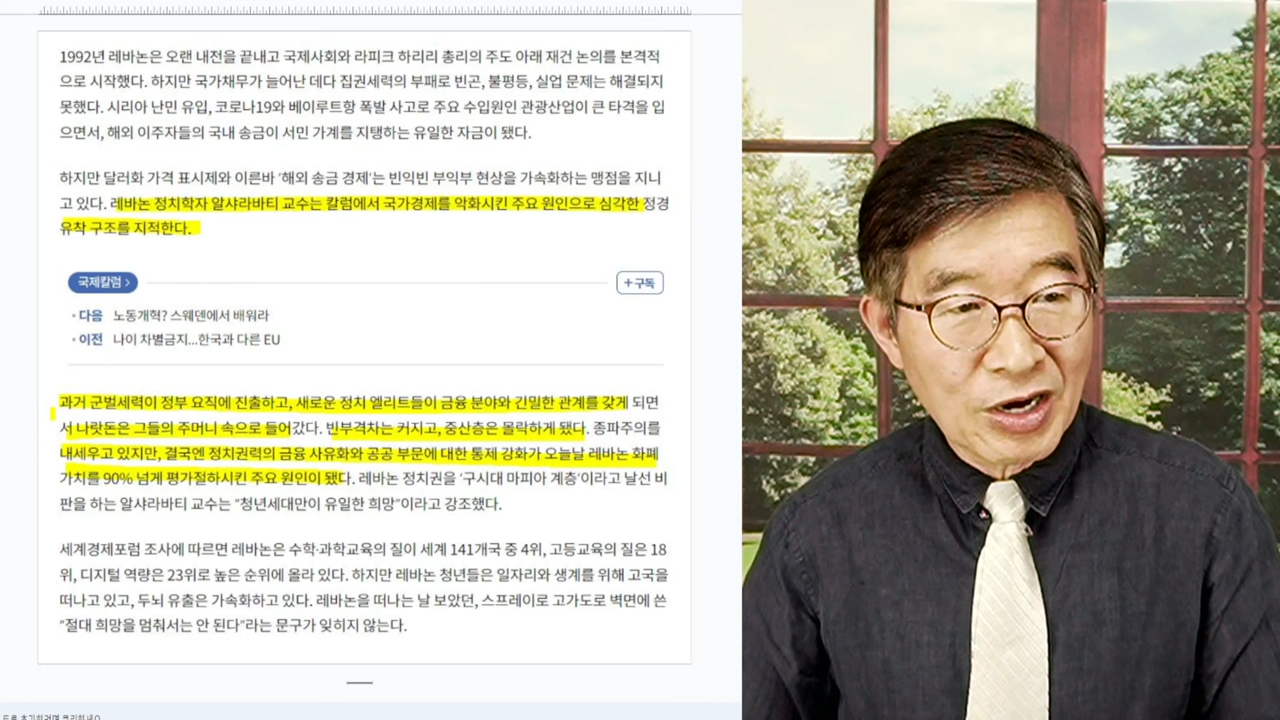 1992년 레바논은 오랜 내전을 끝내고 국제사회와 라피크 하리리 총리의 주도 아래 재건 논의를 본격적
으로 시작했다. 하지만 국가채무가 늘어난 데다 집권세력의 부패로 빈곤, 불평등, 실업 문제는 해결되지
못했다. 시리아 난민 유입, 코로나19와 베이루트항 폭발 사고로 주요 수입원인 관광산업이 큰 타격을 입
으면서, 해외 이주자들의 국내 송금이 서민 가계를 지탱하는 유일한 자금이 됐다.
하지만 달러화 가격 표시제와 이른바 '해외 송금 경제'는 빈익빈 부익부 현상을 가속화하는 맹점을 지니
고 있다. 레바논 정치학자 알샤라바티 교수는 칼럼에서 국가경제를 악화시킨 주요 원인으로 심각한 정경
유착 구조를 지적한다.
국제칼럼 >
+구독
• 다음 노동개혁? 스웨덴에서 배워라
• 이전 나이 차별금지...한국과 다른 EU
과거 군벌세력이 정부 요직에 진출하고, 새로운 정치 엘리트들이 금융 분야와 긴밀한 관계를 갖게 되면
서 나랏돈은 그들의 주머니 속으로 들어갔다. 빈부격차는 커지고, 중산층은 몰락하게 됐다. 종파주의를
내세우고 있지만, 결국엔 정치권력의 금융 사유화와 공공 부문에 대한 통제 강화가 오늘날 레바논 화폐
가치를 90% 넘게 평가절하시킨 주요 원인이 됐다. 레바논 정치권을 '구시대 마피아 계층'이라고 날선 비
판을 하는 알샤라바티 교수는 "청년세대만이 유일한 희망"이라고 강조했다.
세계경제포럼 조사에 따르면 레바논은 수학·과학교육의 질이 세계 141개국 중 4위, 고등교육의 질은 18
위, 디지털 역량은 23위로 높은 순위에 올라 있다. 하지만 레바논 청년들은 일자리와 생계를 위해 고국을
떠나고 있고, 두뇌 유출은 가속화하고 있다. 레바논을 떠나는 날 보았던, 스프레이로 고가도로 벽면에 쓴
"절대 희망을 멈춰서는 안 된다"라는 문구가 잊히지 않는다.